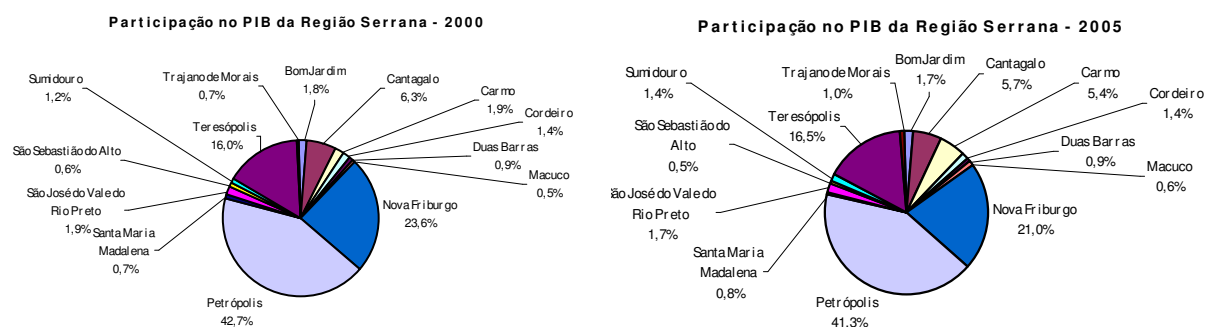 Participação no PIB da Região Serrana - 2000
Sumidouro
1,2%
Trajano de Morais
0,7%
Bom Jardim
1,8%
Cantagalo
6,3%
Carmo
1,9%
Cordeiro
1,4%
Duas Barras
0,9%
Macuco
0,5%
Nova Friburgo
23,6%
Petrópolis
42,7%
Santa Maria
Madalena
0,7%
São José do Vale do
Rio Preto
1,9%
São Sebastião do Alto
0,6%
Teresópolis
16,0%
Participação no PIB da Região Serrana - 2005
Sumidouro
1,4%
Trajano de Morais
1,0%
Bom Jardim
1,7%
Cantagalo
5,7%
Carmo
5,4%
Cordeiro
1,4%
Duas Barras
0,9%
Macuco
0,6%
Nova Friburgo
21,0%
Petrópolis
41,3%
Santa Maria
Madalena
0,8%
ão José do Vale do
Rio Preto
1,7%
São Sebastião do
Alto
0,5%
Teresópolis
16,5%